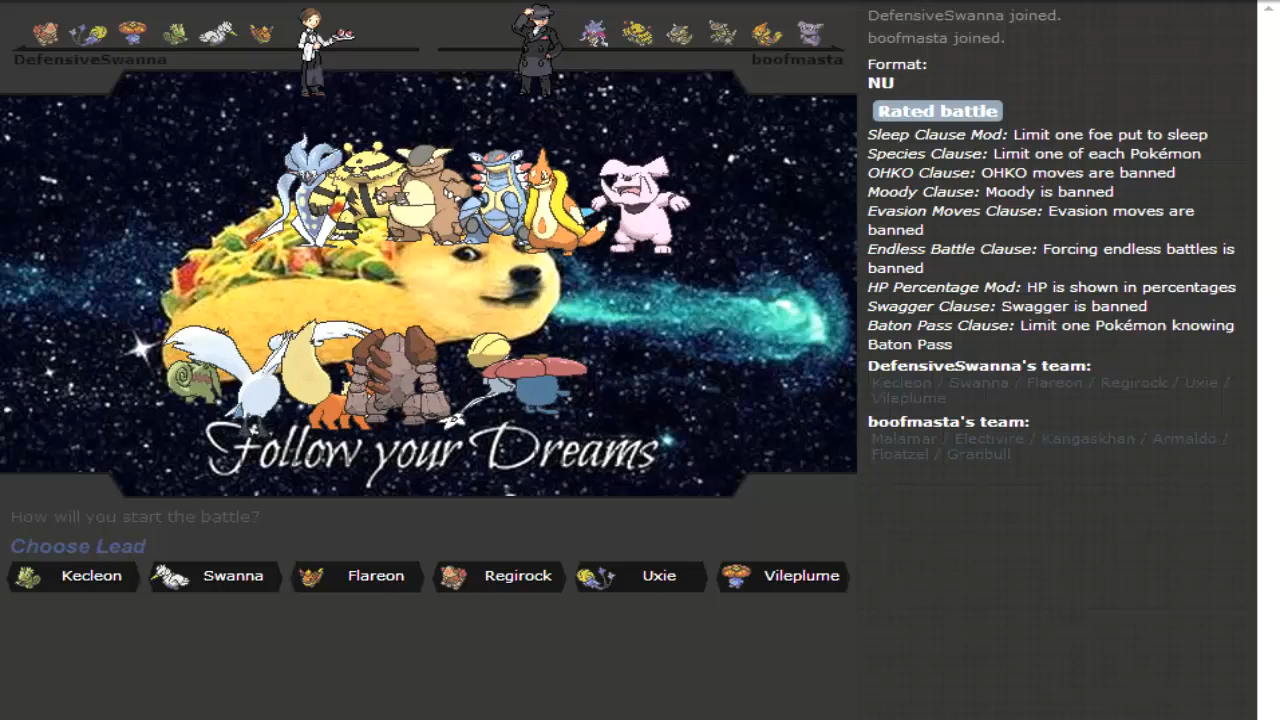 DefensiveSwanna
boofmasta
Follow your Dreams
How will you start the battle?
Choose Lead
Kecleon
Swanna
Flareon
Regirock
Uxie
Vileplume
DefensiveSwanna joined.
boofmasta joined.
Format:
NU
Rated battle
Sleep Clause Mod: Limit one foe put to sleep
Species Clause: Limit one of each Pokémon
OHKO Clause: OHKO moves are banned
Moody Clause: Moody is banned
Evasion Moves Clause: Evasion moves are
banned
Endless Battle Clause: Forcing endless battles is
banned
HP Percentage Mod: HP is shown in percentages
Swagger Clause: Swagger is banned
Baton Pass Clause: Limit one Pokémon knowing
Baton Pass
DefensiveSwanna's team:
Kecleon / Swanna / Flareon / Regirock / Uxie /
Vileplume
boofmasta's team:
Malamar / Electivire / Kangaskhan / Armaldo /
Floatzel / Granbull